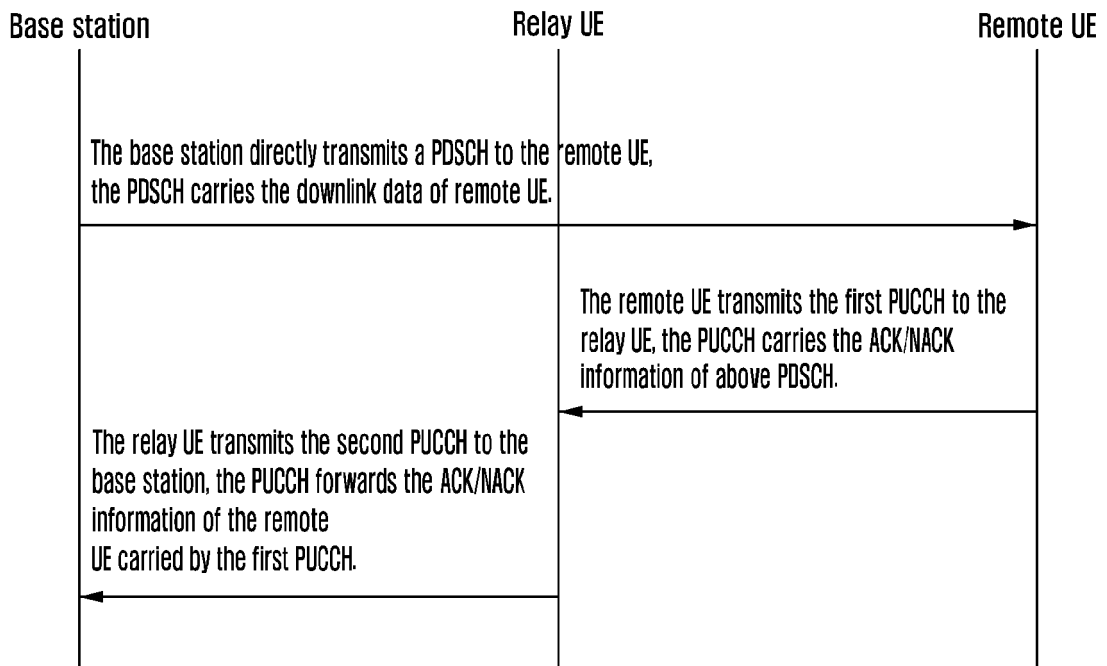 Base station
Relay UE
Remote UE
The base station directly transmits a PDSCH to the remote UE,
the PDSCH carries the downlink data of remote UE.
The remote UE transmits the first PUCCH to the
relay UE, the PUCCH carries the ACK/NACK
information of above PDSCH.
The relay UE transmits the second PUCCH to the
base station, the PUCCH forwards the ACK/NACK
information of the remote
UE carried by the first PUCCH.